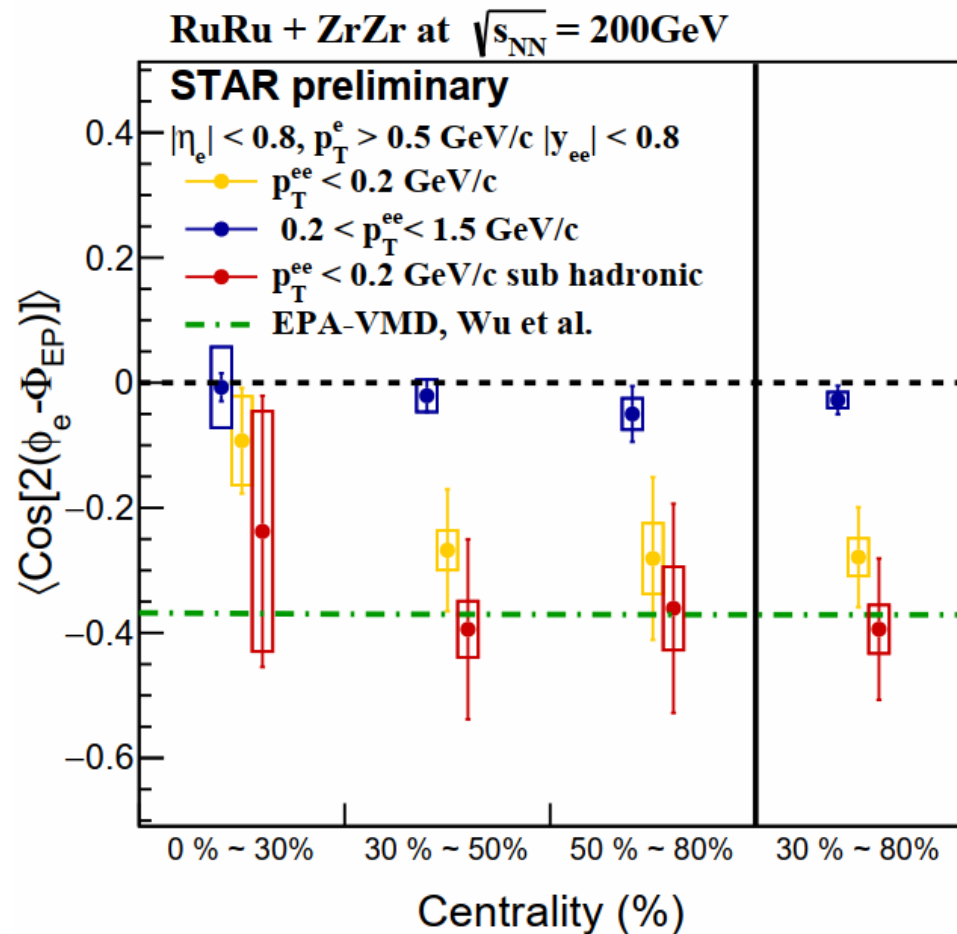 RuRu + ZrZr at √s_NN = 200GeV
STAR preliminary
|η_e| < 0.8, p_T^e > 0.5 GeV/c |y_ee| < 0.8
p_T^ee < 0.2 GeV/c
0.2 < p_T^ee < 1.5 GeV/c
p_T^ee < 0.2 GeV/c sub hadronic
EPA-VMD, Wu et al.
⟨Cos[2(ϕ_e-Φ_EP)]⟩
0.4
0.2
0
−0.2
−0.4
−0.6
0 % ~ 30% 30 % ~ 50% 50 % ~ 80% 30 % ~ 80%
Centrality (%)